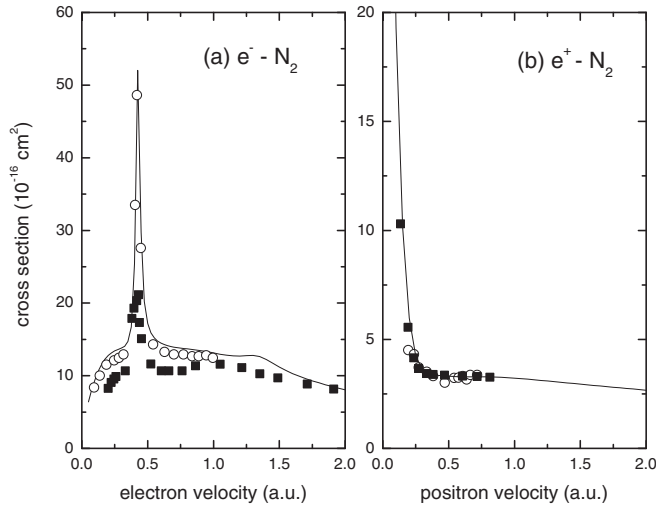 60
50
40
30
20
10
0
cross section (10⁻¹⁶ cm²)
(a) e⁻ - N₂
0.0 0.5 1.0 1.5 2.0
electron velocity (a.u.)
20
15
10
5
0
(b) e⁺ - N₂
0.0 0.5 1.0 1.5 2.0
positron velocity (a.u.)